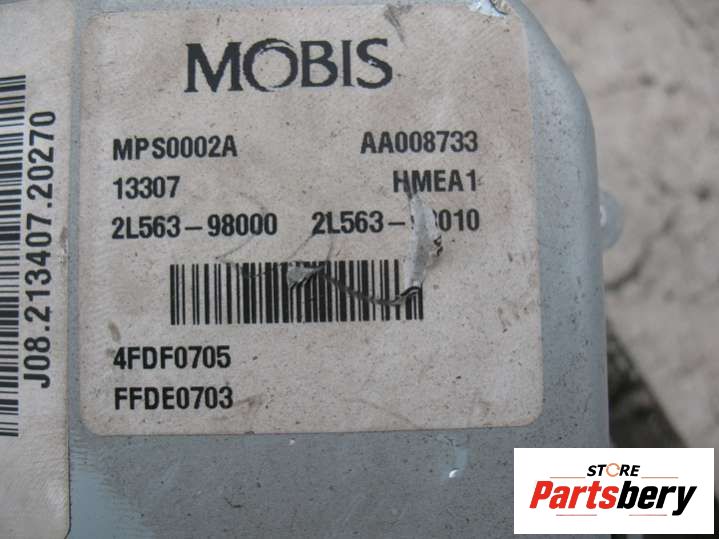 MOBIS
MPS0002A AA008733
13307 HMEA1
2L563-98000
4FDF0705
FFDE0703
J08.213407.20270
STORE
Partsbery